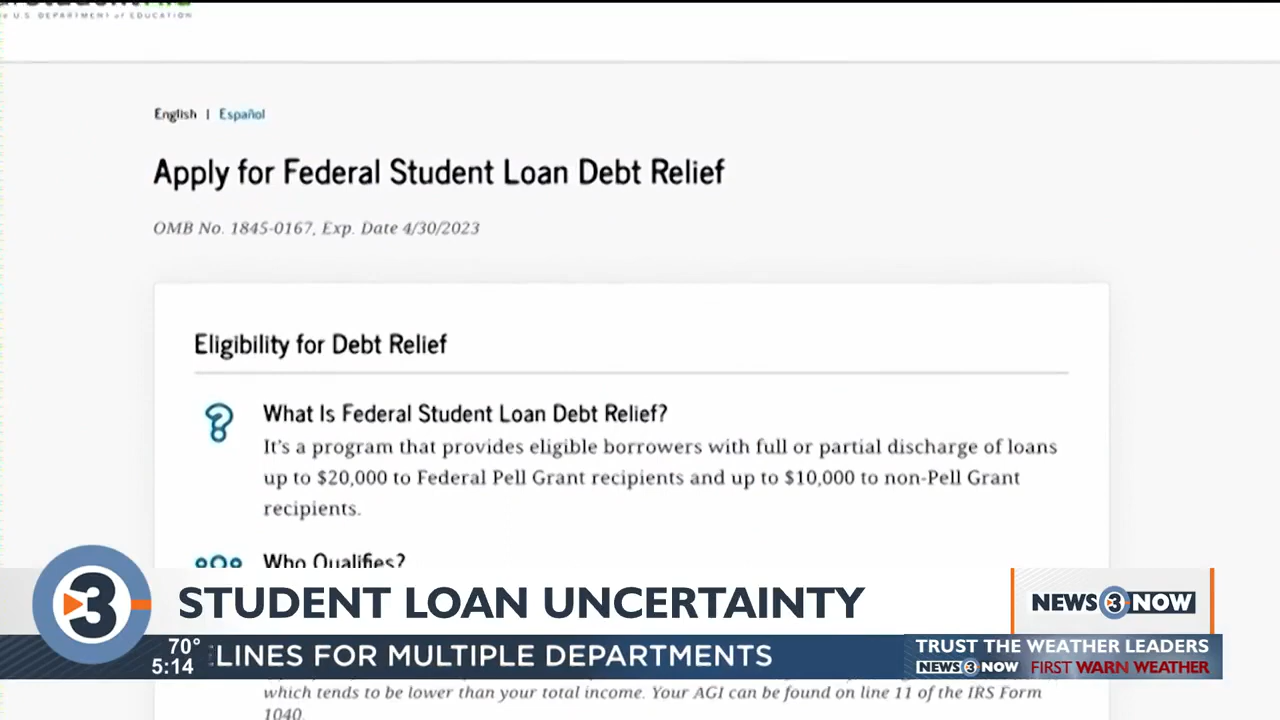 U.S. DEPARTMENT of EDUCATION
English | Español
Apply for Federal Student Loan Debt Relief
OMB No. 1845-0167, Exp. Date 4/30/2023
Eligibility for Debt Relief
What Is Federal Student Loan Debt Relief?
It's a program that provides eligible borrowers with full or partial discharge of loans
up to $20,000 to Federal Pell Grant recipients and up to $10,000 to non-Pell Grant
recipients.
Who Qualifies?
3
STUDENT LOAN UNCERTAINTY
NEWS 3 NOW
70°
5:14
LINES FOR MULTIPLE DEPARTMENTS
TRUST THE WEATHER LEADERS
NEWS 3 NOW FIRST WARN WEATHER
which tends to be lower than your total income. Your AGI can be found on line 11 of the IRS Form
1040.